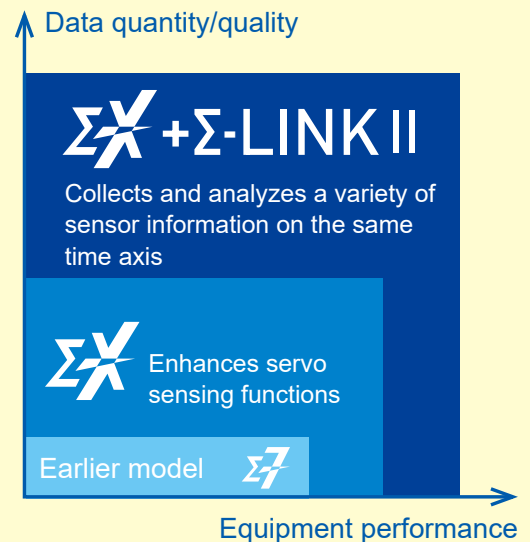 Data quantity/quality
ΣX+Σ-LINK II
Collects and analyzes a variety of
sensor information on the same
time axis
ΣX
Enhances servo
sensing functions
Earlier model Σ7
Equipment performance